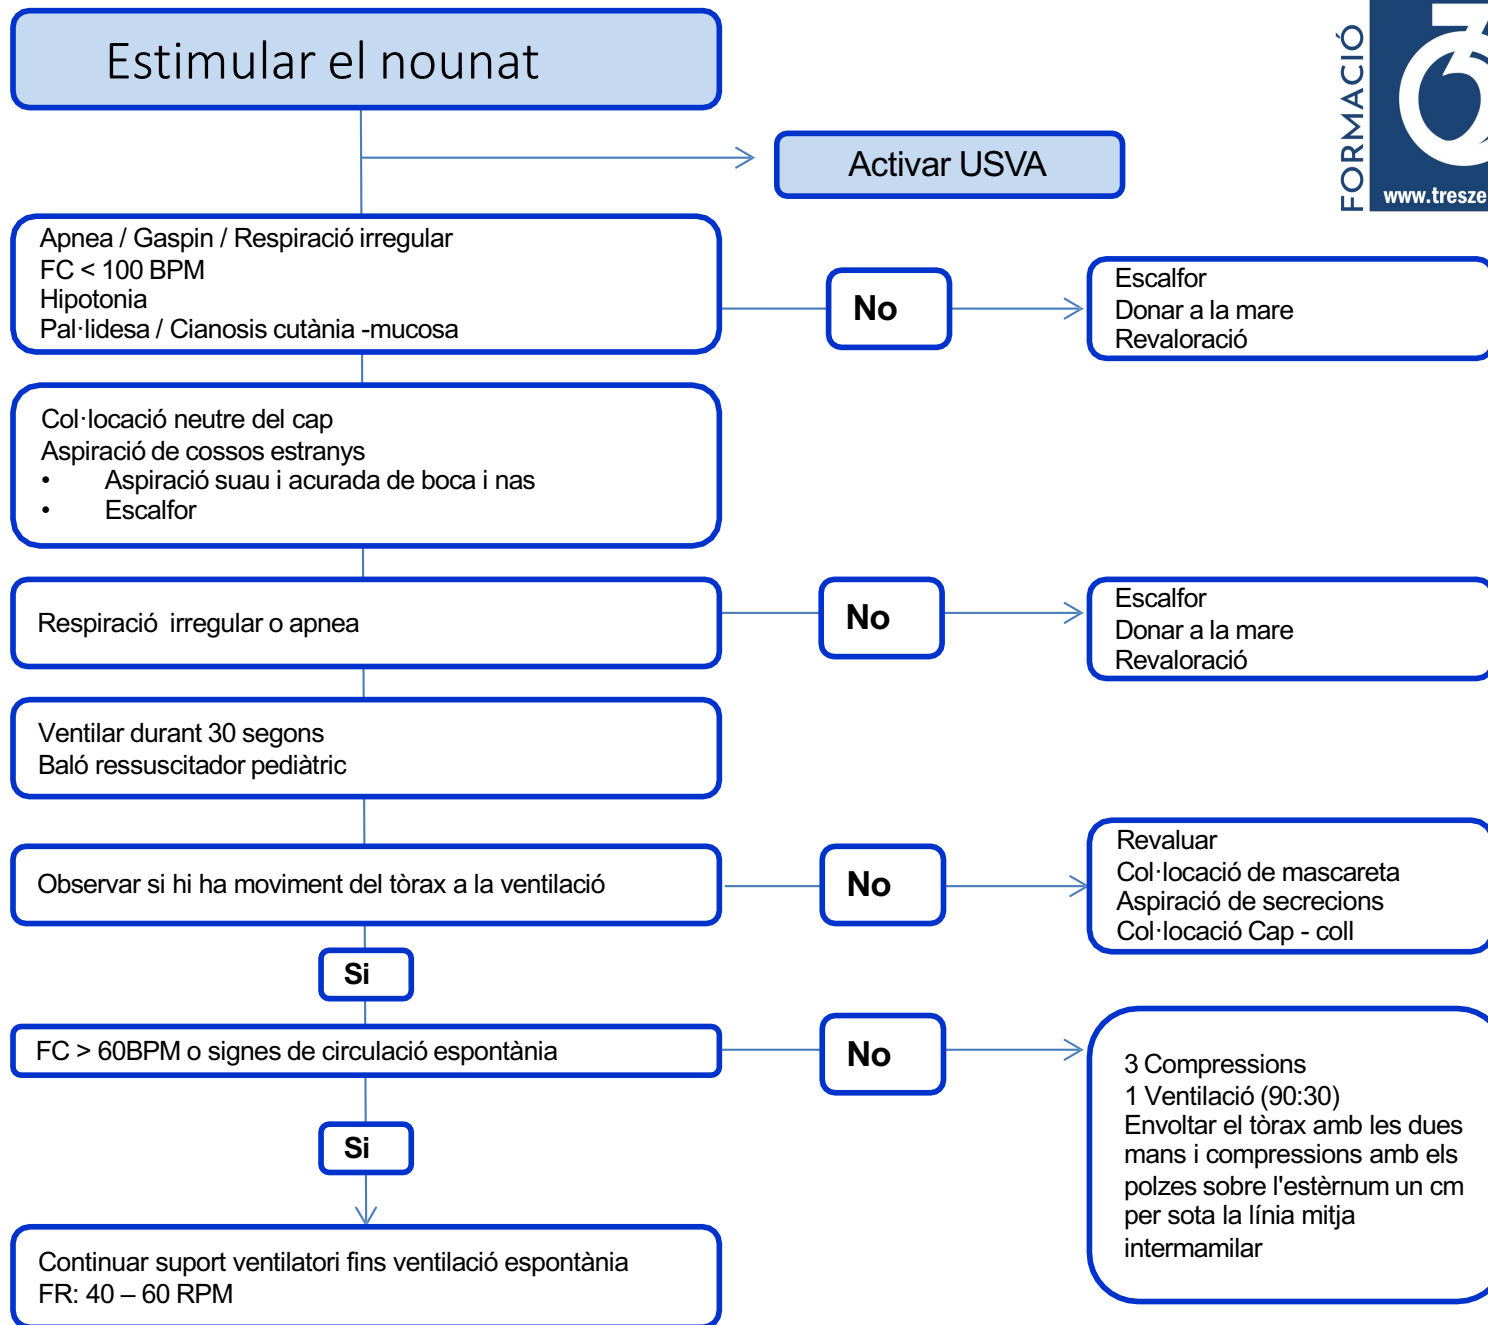 Estimular el nounat
FORMACIÓ
www.tresze
Activar USVA
Apnea / Gaspin / Respiració irregular
FC < 100 BPM
Hipotonia
Pal·lidesa / Cianosis cutània -mucosa
No
Escalfor
Donar a la mare
Revaloració
Col·locació neutre del cap
Aspiració de cossos estranys
• Aspiració suau i acurada de boca i nas
• Escalfor
Respiració irregular o apnea
No
Escalfor
Donar a la mare
Revaloració
Ventilar durant 30 segons
Baló ressuscitador pediàtric
Observar si hi ha moviment del tòrax a la ventilació
No
Revaluar
Col·locació de mascareta
Aspiració de secrecions
Col·locació Cap - coll
Si
FC > 60BPM o signes de circulació espontània
No
3 Compressions
1 Ventilació (90:30)
Envoltar el tòrax amb les dues
mans i compressions amb els
polzes sobre l'estèrnum un cm
per sota la línia mitja
intermamilar
Si
Continuar suport ventilatori fins ventilació espontània
FR: 40 – 60 RPM